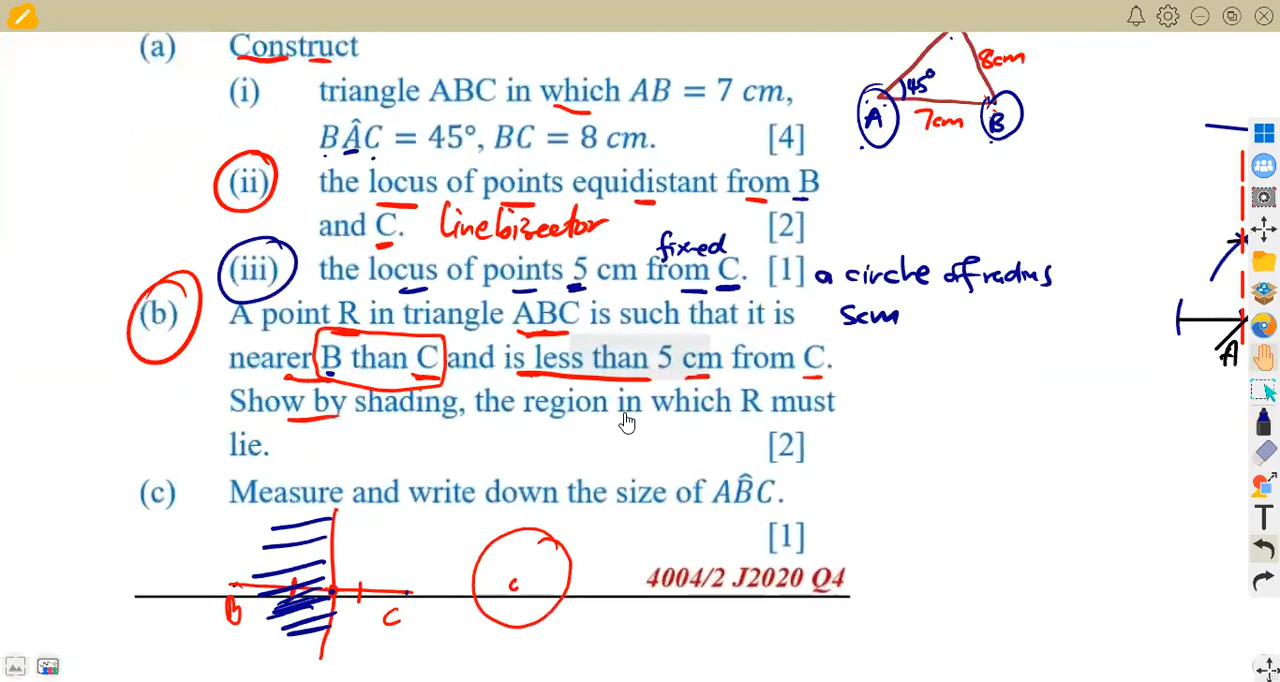 (a) Construct
(i) triangle ABC in which AB = 7 cm,
BÂC = 45°, BC = 8 cm. [4]
(ii) the locus of points equidistant from B
and C. Line bisector [2]
fixed
(iii) the locus of points 5 cm from C. [1] a circle of radius
5cm
(b) A point R in triangle ABC is such that it is
nearer B than C and is less than 5 cm from C.
Show by shading, the region in which R must
lie. [2]
(c) Measure and write down the size of AB̂C.
[1]
4004/2 J2020 Q4
8cm
45°
A 7cm B
A
B C
C
T